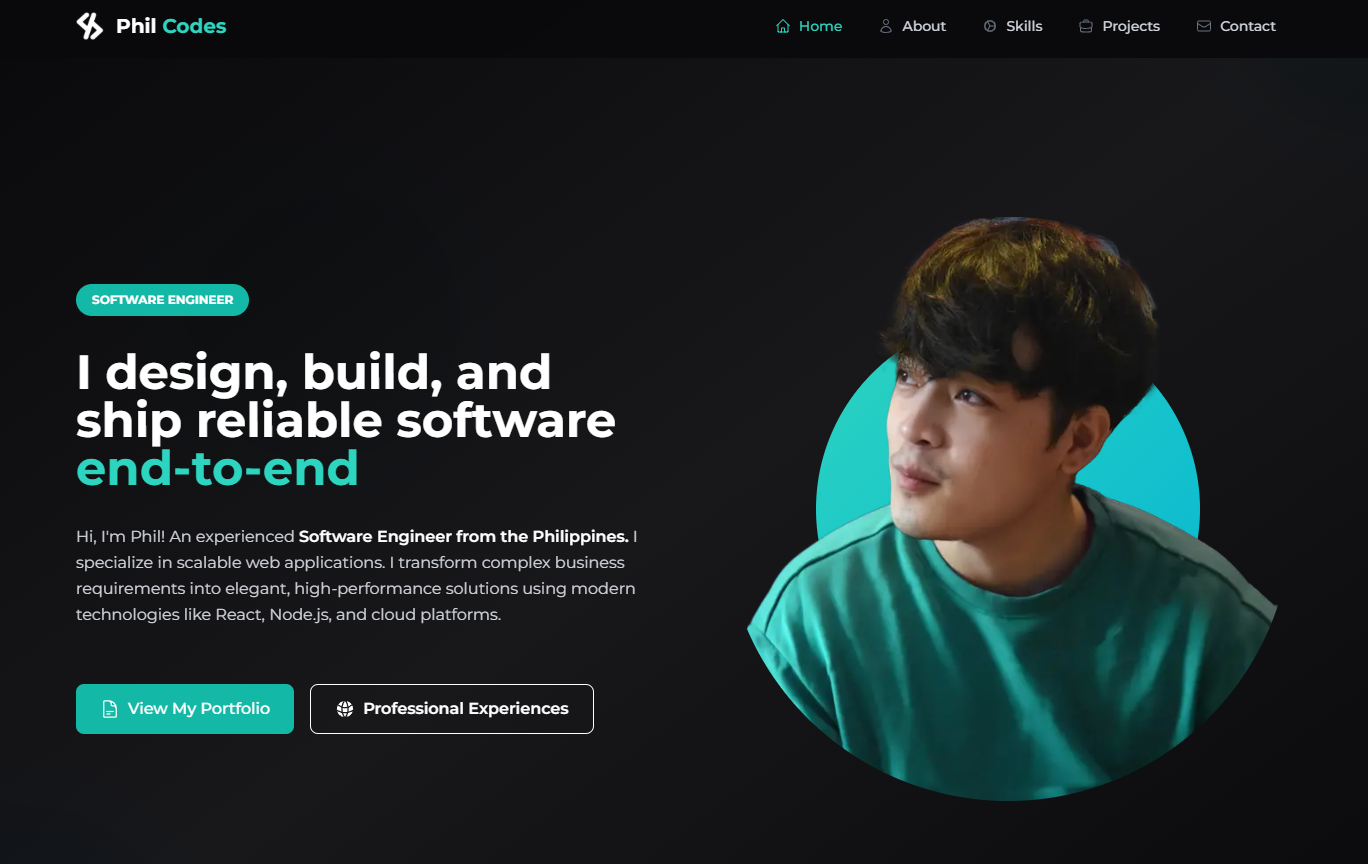 Phil Codes
Home
About
Skills
Projects
Contact
SOFTWARE ENGINEER
I design, build, and
ship reliable software
end-to-end
Hi, I'm Phil! An experienced Software Engineer from the Philippines. I
specialize in scalable web applications. I transform complex business
requirements into elegant, high-performance solutions using modern
technologies like React, Node.js, and cloud platforms.
View My Portfolio
Professional Experiences